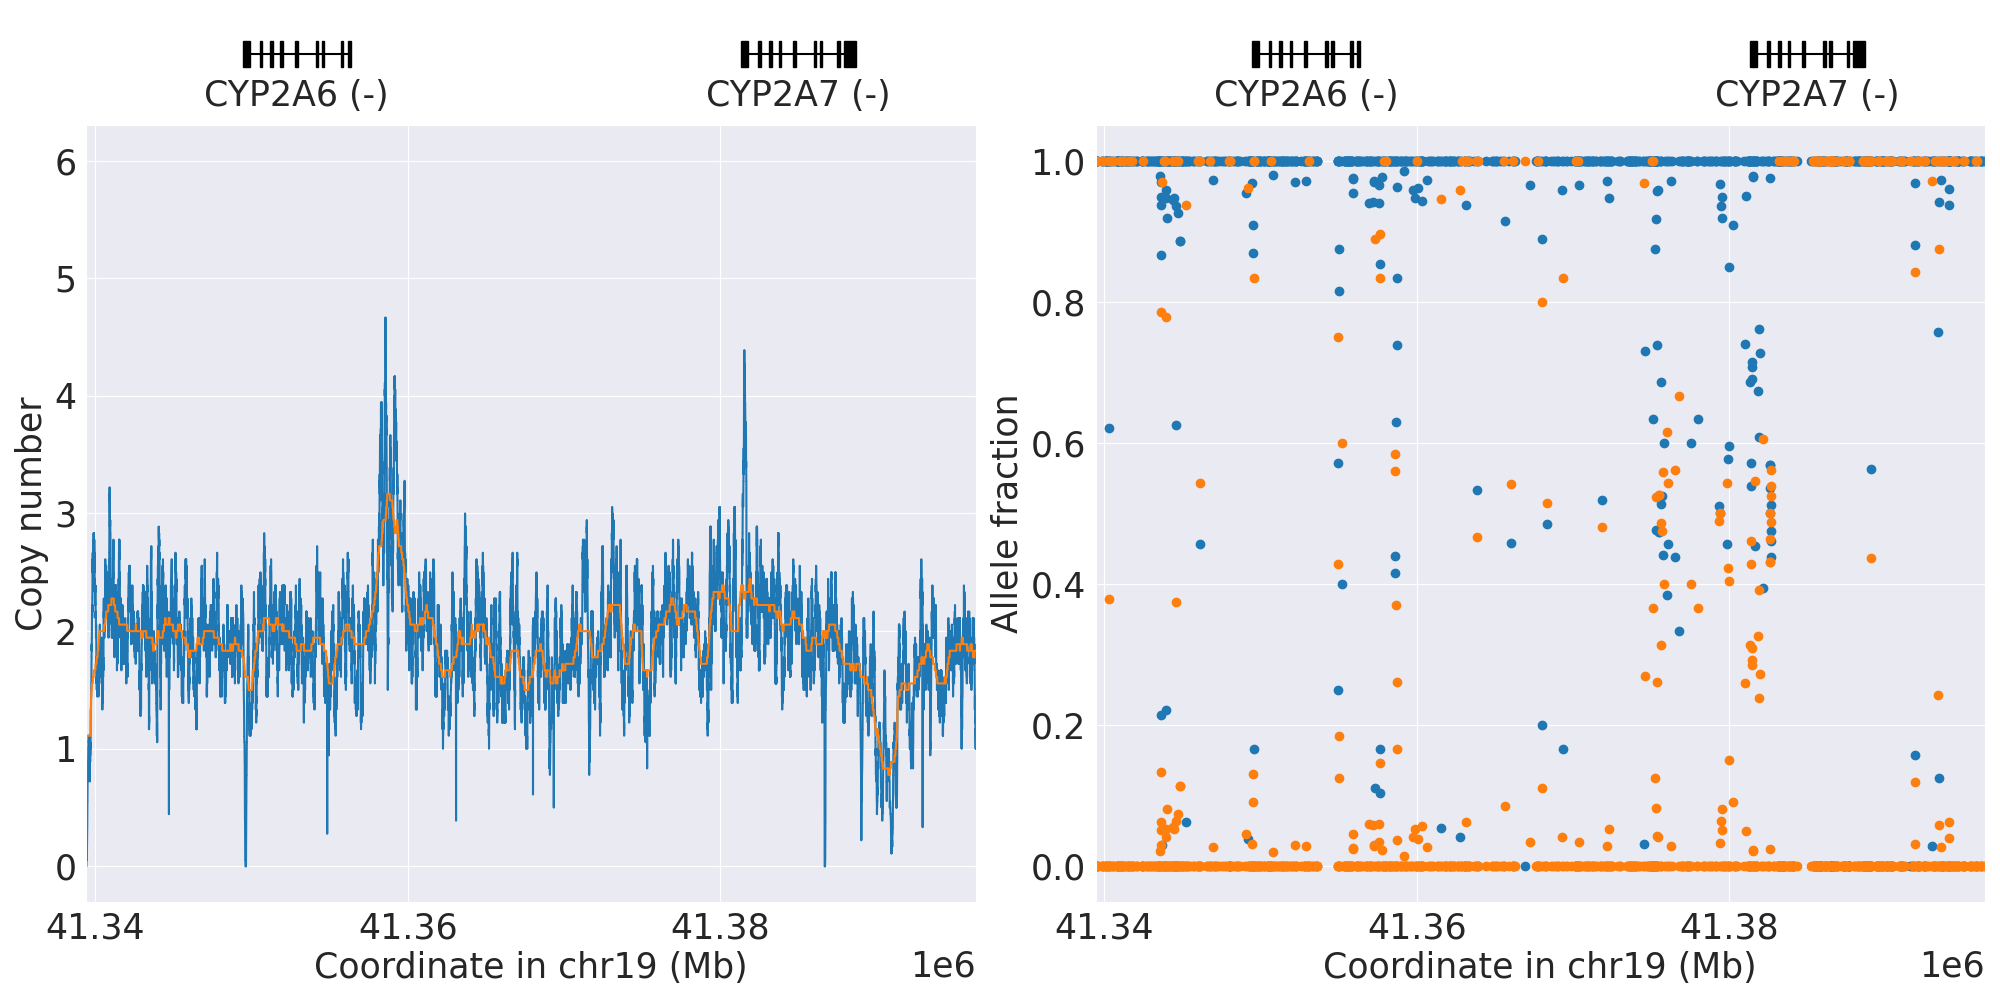 CYP2A6 (-)
CYP2A7 (-)
Copy number
6
5
4
3
2
1
0
41.34
41.36
41.38
Coordinate in chr19 (Mb)
1e6
CYP2A6 (-)
CYP2A7 (-)
Allele fraction
1.0
0.8
0.6
0.4
0.2
0.0
41.34
41.36
41.38
Coordinate in chr19 (Mb)
1e6